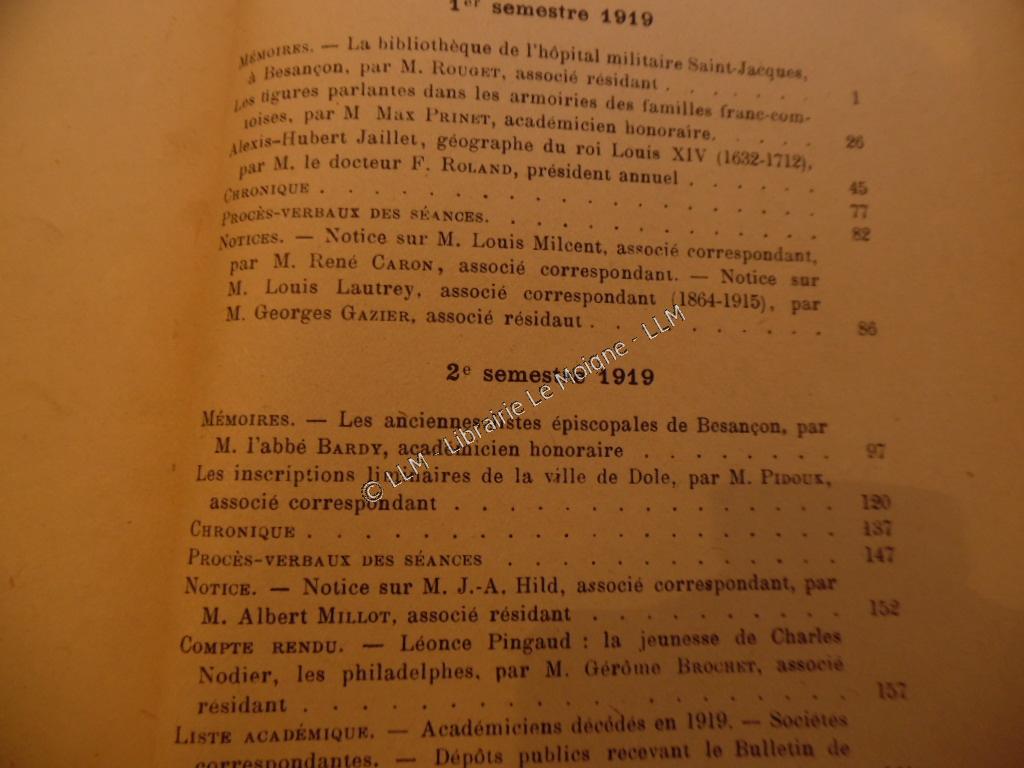 1er semestre 1919
MÉMOIRES. — La bibliothèque de l'hôpital militaire Saint-Jacques,
à Besançon, par M. ROUGET, associé résidant . . . . . . . 1
Les figures parlantes dans les armoiries des familles franc-com-
toises, par M Max PRINET, académicien honoraire. . . . . 26
Alexis-Hubert Jaillet, géographe du roi Louis XIV (1632-1712),
par M. le docteur F. ROLAND, président annuel . . . . . . 45
CHRONIQUE . . . . . . . . . . . . . . . . . . 77
PROCÈS-VERBAUX DES SÉANCES. . . . . . . . . . . . 82
NOTICES. — Notice sur M. Louis Milcent, associé correspondant,
par M. René CARON, associé correspondant. — Notice sur
M. Louis Lautrey, associé correspondant (1864-1915), par
M. Georges GAZIER, associé résidant . . . . . . . . . 86
2e semestre 1919
MÉMOIRES. — Les anciennes listes épiscopales de Besançon, par
M. l'abbé BARDY, académicien honoraire . . . . . . . . 97
Les inscriptions liminaires de la ville de Dole, par M. PIDOUX,
associé correspondant . . . . . . . . . . . . . . 120
CHRONIQUE . . . . . . . . . . . . . . . . . . 137
PROCÈS-VERBAUX DES SÉANCES . . . . . . . . . . . . 147
NOTICE. — Notice sur M. J.-A. Hild, associé correspondant, par
M. Albert MILLOT, associé résidant . . . . . . . . . 152
COMPTE RENDU. — Léonce Pingaud : la jeunesse de Charles
Nodier, les philadelphes, par M. Gérôme BROCHET, associé
résidant . . . . . . . . . . . . . . . . . . . 157
LISTE ACADÉMIQUE. — Académiciens décédés en 1919. — Sociétés
correspondantes. — Dépôts publics recevant le Bulletin de
© LLM - Librairie Le Moigne - LLM